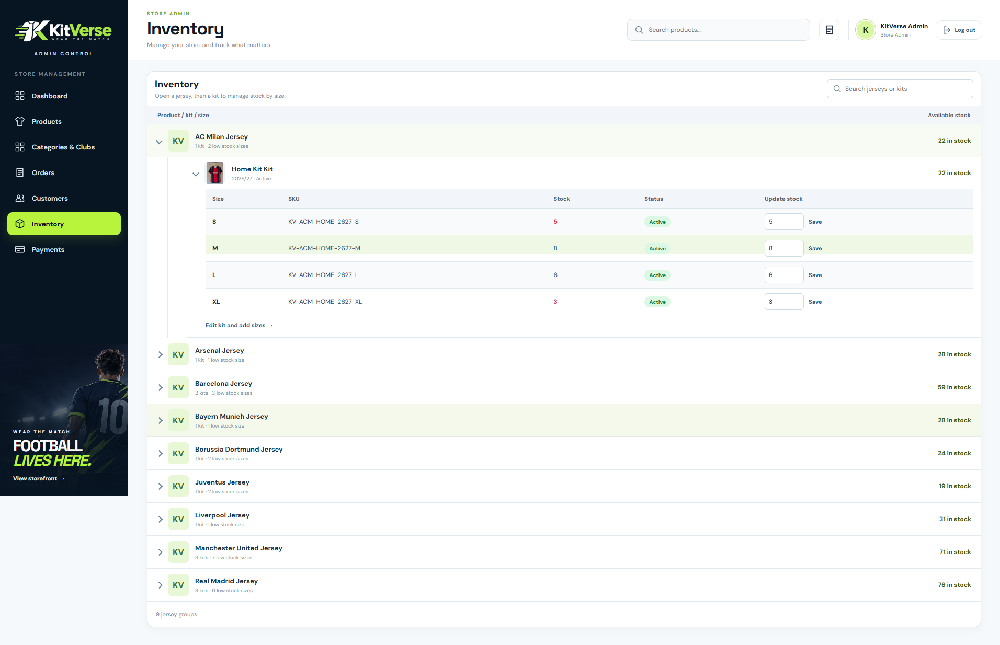 KitVerse
WEAR THE MATCH
ADMIN CONTROL
STORE MANAGEMENT
Dashboard
Products
Categories & Clubs
Orders
Customers
Inventory
Payments
10
WEAR THE MATCH
FOOTBALL
LIVES HERE.
View storefront →
STORE ADMIN
Inventory
Manage your store and track what matters.
Search products...
K
KitVerse Admin
Store Admin
Log out
Inventory
Open a jersey, then a kit to manage stock by size.
Search jerseys or kits
Product / kit / size Available stock
KV AC Milan Jersey 22 in stock
1 kit · 2 low stock sizes
Home Kit Kit 22 in stock
2026/27 · Active
Size SKU Stock Status Update stock
S KV-ACM-HOME-2627-S 5 Active 5 Save
M KV-ACM-HOME-2627-M 8 Active 8 Save
L KV-ACM-HOME-2627-L 6 Active 6 Save
XL KV-ACM-HOME-2627-XL 3 Active 3 Save
Edit kit and add sizes →
KV Arsenal Jersey 28 in stock
1 kit · 1 low stock size
KV Barcelona Jersey 59 in stock
2 kits · 3 low stock sizes
KV Bayern Munich Jersey 28 in stock
1 kit · 1 low stock size
KV Borussia Dortmund Jersey 24 in stock
1 kit · 2 low stock sizes
KV Juventus Jersey 19 in stock
1 kit · 2 low stock sizes
KV Liverpool Jersey 31 in stock
1 kit · 1 low stock size
KV Manchester United Jersey 71 in stock
3 kits · 7 low stock sizes
KV Real Madrid Jersey 76 in stock
3 kits · 6 low stock sizes
9 jersey groups